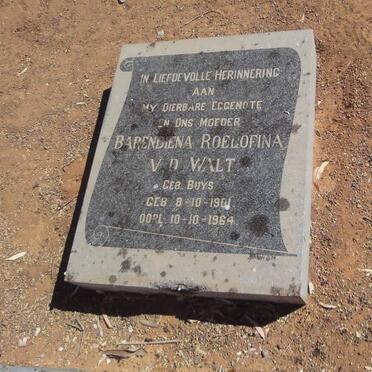 IN LIEFDEVOLLE HERINNERING
AAN
MY DIERBARE EGGENOTE
EN ONS MOEDER
BARENDIENA ROELOFINA
V.D. WALT
GEB. BUYS
GEB. 8-10-1901
OORL. 10-10-1964